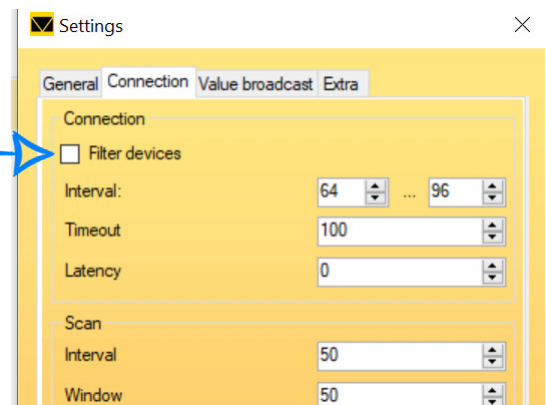 Settings
General Connection Value broadcast Extra
Connection
Filter devices
Interval: 64 ... 96
Timeout 100
Latency 0
Scan
Interval 50
Window 50